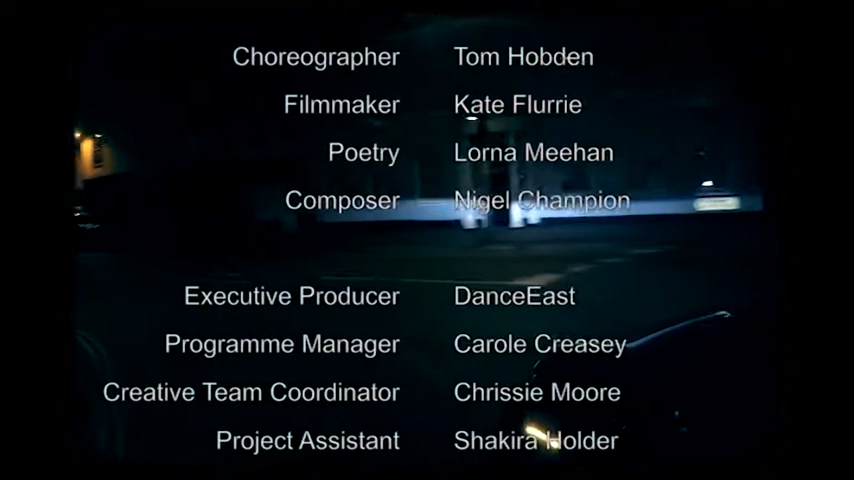 Choreographer Tom Hobden
Filmmaker Kate Flurrie
Poetry Lorna Meehan
Composer Nigel Champion
Executive Producer DanceEast
Programme Manager Carole Creasey
Creative Team Coordinator Chrissie Moore
Project Assistant Shakira Holder